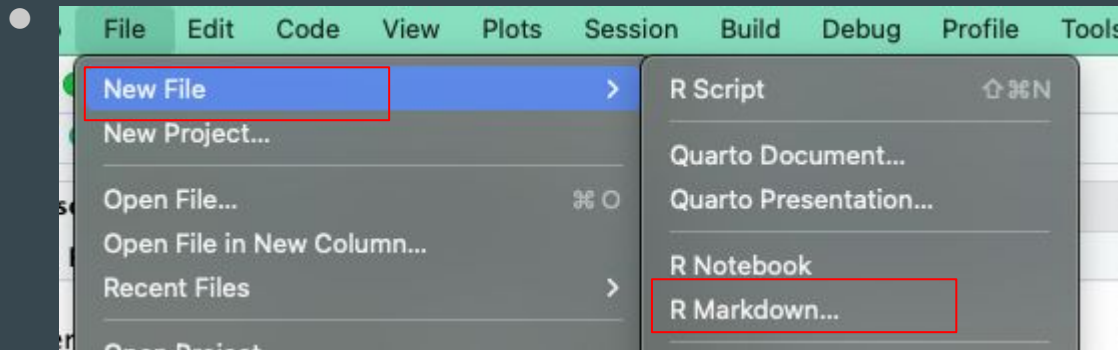 File Edit Code View Plots Session Build Debug Profile Tools
New File >
New Project...
Open File... ⌘ O
Open File in New Column...
Recent Files >
R Script ⇧⌘N
Quarto Document...
Quarto Presentation...
R Notebook
R Markdown...